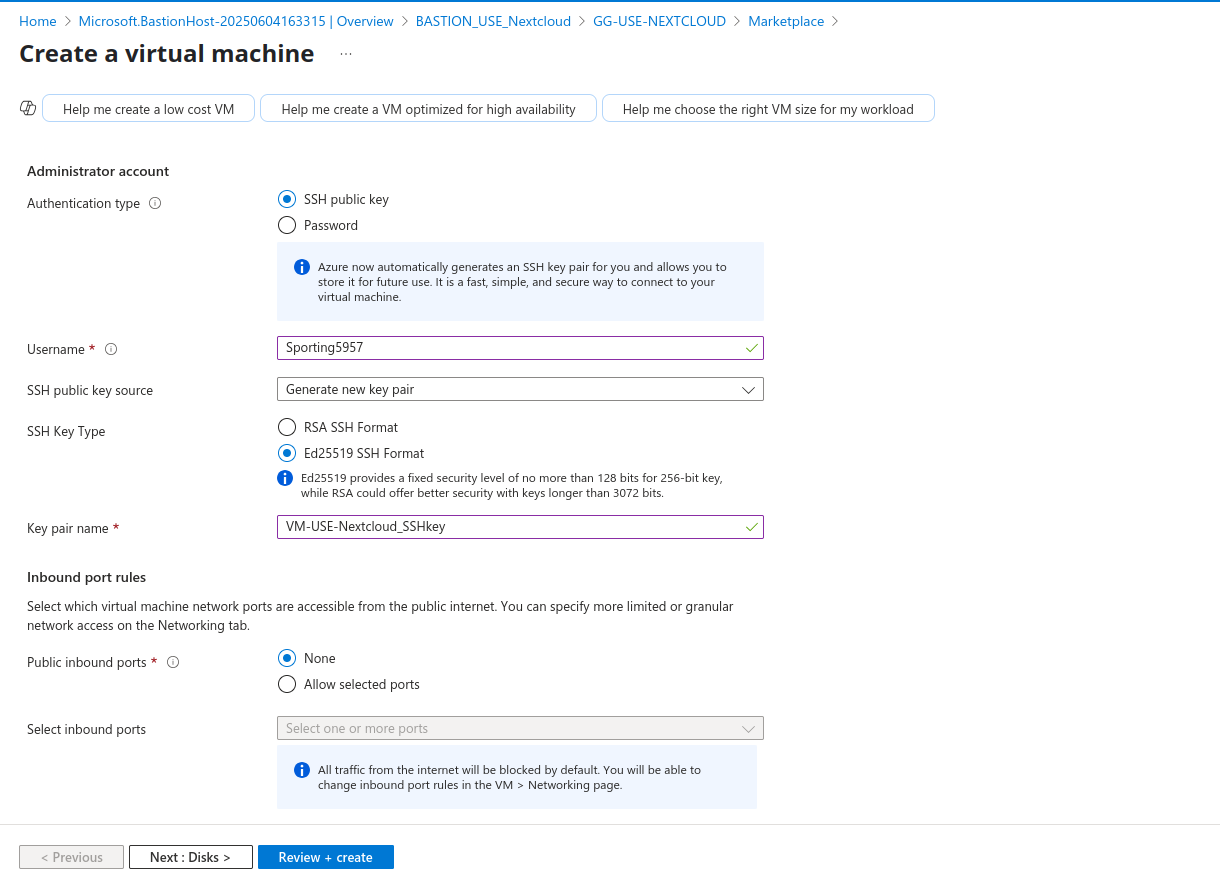 Home > Microsoft.BastionHost-20250604163315 | Overview > BASTION_USE_Nextcloud > GG-USE-NEXTCLOUD > Marketplace >
Create a virtual machine ...
Help me create a low cost VM
Help me create a VM optimized for high availability
Help me choose the right VM size for my workload
Administrator account
Authentication type
SSH public key
Password
Azure now automatically generates an SSH key pair for you and allows you to
store it for future use. It is a fast, simple, and secure way to connect to your
virtual machine.
Username *
Sporting5957
SSH public key source
Generate new key pair
SSH Key Type
RSA SSH Format
Ed25519 SSH Format
Ed25519 provides a fixed security level of no more than 128 bits for 256-bit key,
while RSA could offer better security with keys longer than 3072 bits.
Key pair name *
VM-USE-Nextcloud_SSHkey
Inbound port rules
Select which virtual machine network ports are accessible from the public internet. You can specify more limited or granular
network access on the Networking tab.
Public inbound ports *
None
Allow selected ports
Select inbound ports
Select one or more ports
All traffic from the internet will be blocked by default. You will be able to
change inbound port rules in the VM > Networking page.
< Previous
Next : Disks >
Review + create